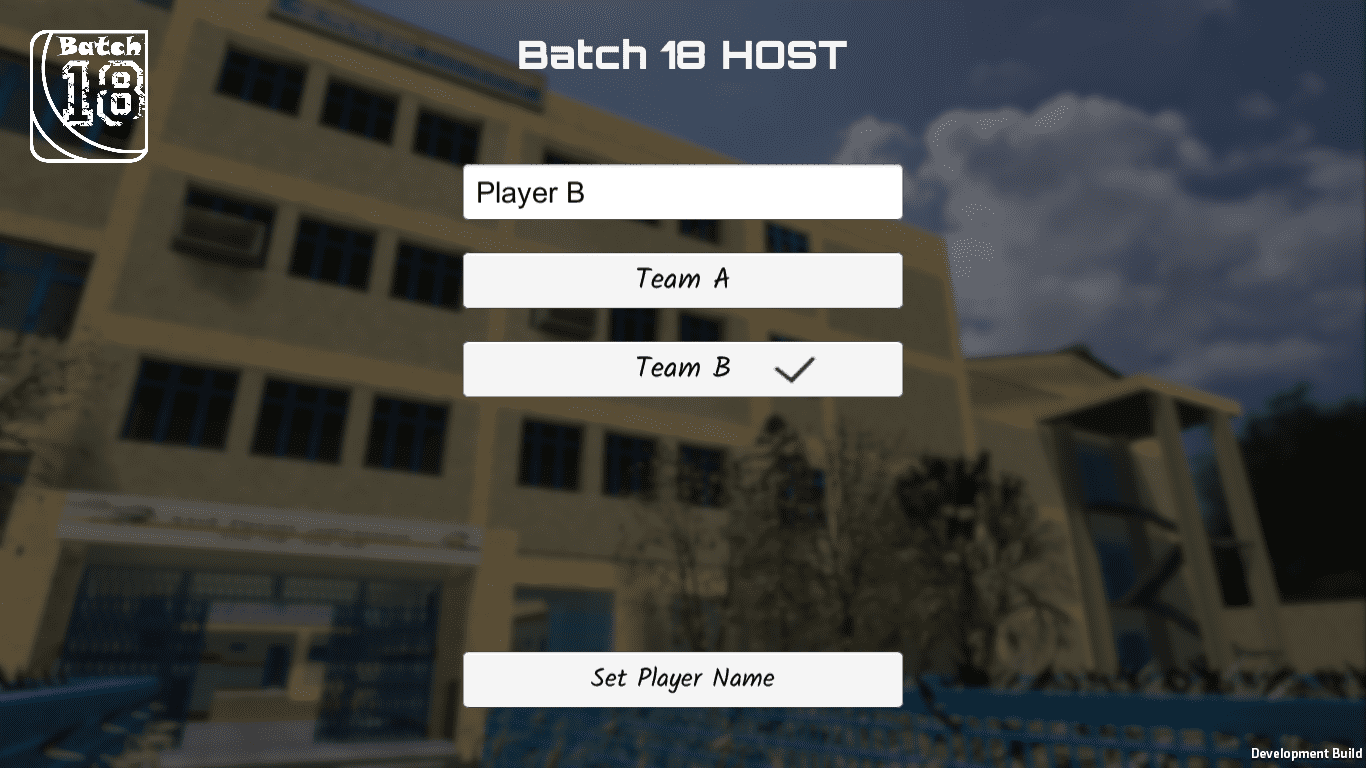 Batch
18
Batch 18 HOST
Player B
Team A
Team B
Set Player Name
Development Build